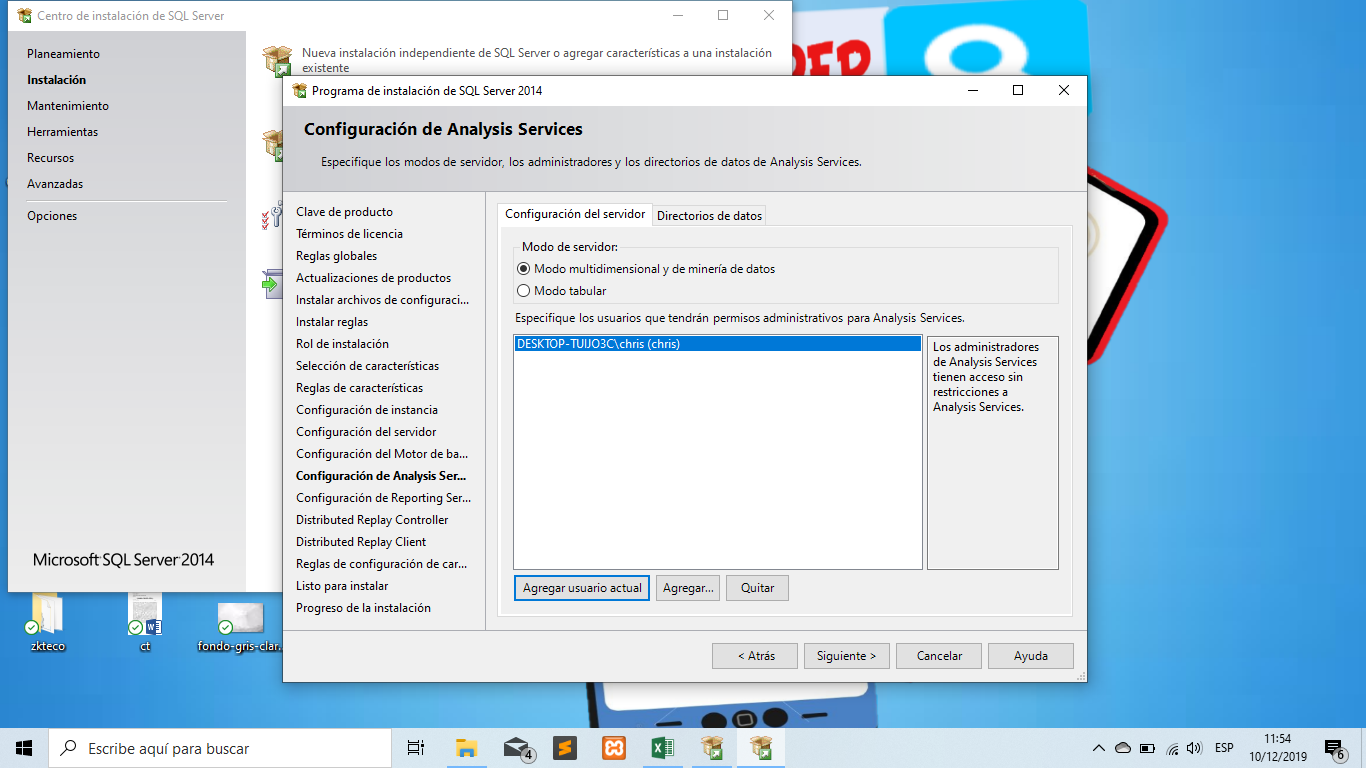 Centro de instalación de SQL Server
Planeamiento
Instalación
Mantenimiento
Herramientas
Recursos
Avanzadas
Opciones
Microsoft SQL Server 2014
Nueva instalación independiente de SQL Server o agregar características a una instalación
existente
Programa de instalación de SQL Server 2014
Configuración de Analysis Services
Especifique los modos de servidor, los administradores y los directorios de datos de Analysis Services.
Clave de producto
Términos de licencia
Reglas globales
Actualizaciones de productos
Instalar archivos de configuraci...
Instalar reglas
Rol de instalación
Selección de características
Reglas de características
Configuración de instancia
Configuración del servidor
Configuración del Motor de ba...
Configuración de Analysis Ser...
Configuración de Reporting Ser...
Distributed Replay Controller
Distributed Replay Client
Reglas de configuración de car...
Listo para instalar
Progreso de la instalación
Configuración del servidor
Directorios de datos
Modo de servidor:
Modo multidimensional y de minería de datos
Modo tabular
Especifique los usuarios que tendrán permisos administrativos para Analysis Services.
DESKTOP-TUIJO3C\chris (chris)
Los administradores
de Analysis Services
tienen acceso sin
restricciones a
Analysis Services.
Agregar usuario actual
Agregar...
Quitar
< Atrás
Siguiente >
Cancelar
Ayuda
zkteco
ct
fondo-gris-clar...
Escribe aquí para buscar
4
ESP
11:54
10/12/2019
6